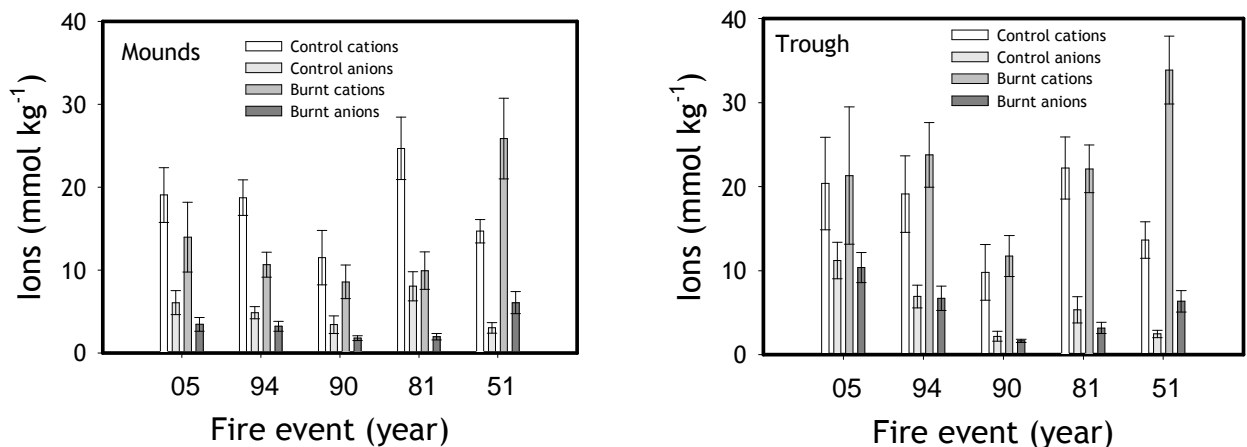 Mounds
Control cations
Control anions
Burnt cations
Burnt anions
Ions (mmol kg⁻¹)
40
30
20
10
0
05 94 90 81 51
Fire event (year)
Trough
Control cations
Control anions
Burnt cations
Burnt anions
Ions (mmol kg⁻¹)
40
30
20
10
0
05 94 90 81 51
Fire event (year)